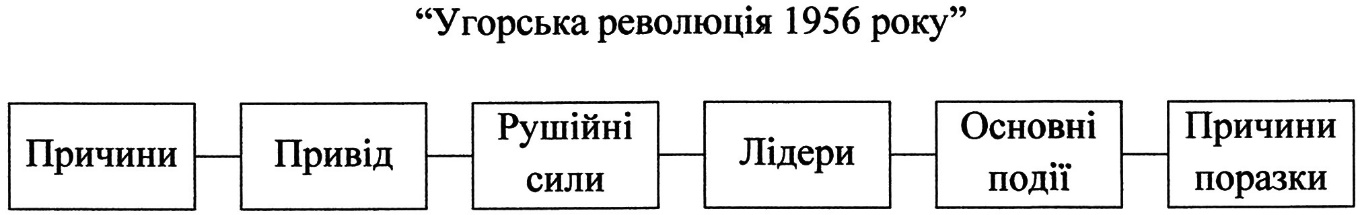 “Угорська революція 1956 року”
Причини
Привід
Рушійні
сили
Лідери
Основні
події
Причини
поразки